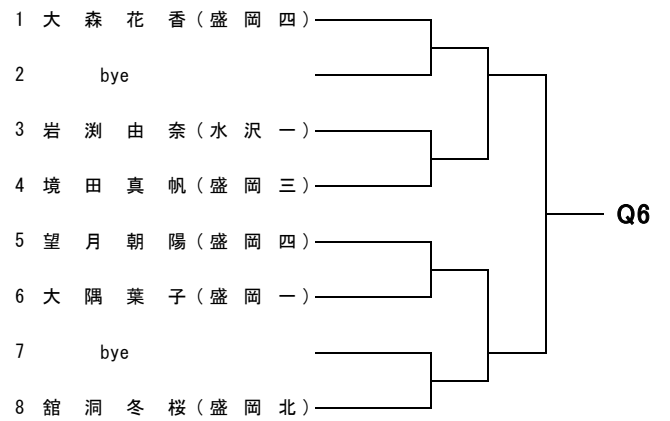 1 大 森 花 香 (盛 岡 四)
2 bye
3 岩 渕 由 奈 (水 沢 一)
4 境 田 真 帆 (盛 岡 三)
Q6
5 望 月 朝 陽 (盛 岡 四)
6 大 隅 葉 子 (盛 岡 一)
7 bye
8 舘 洞 冬 桜 (盛 岡 北)